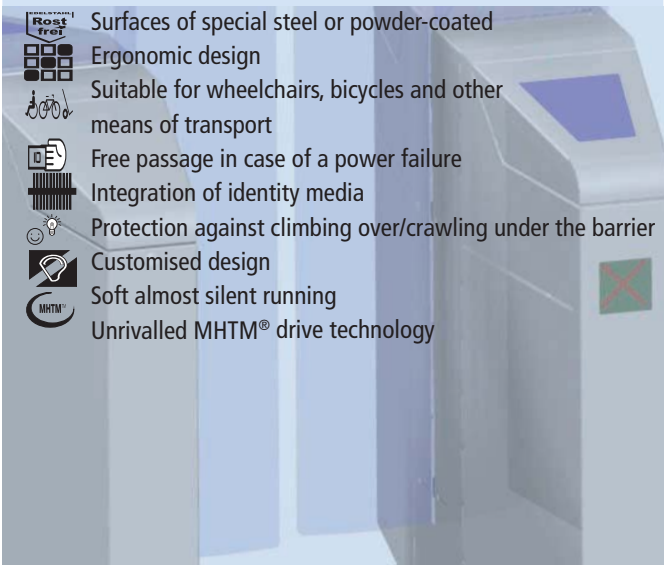 EDELSTAHL
Rost
frei
Surfaces of special steel or powder-coated
Ergonomic design
Suitable for wheelchairs, bicycles and other
means of transport
Free passage in case of a power failure
Integration of identity media
Protection against climbing over/crawling under the barrier
Customised design
Soft almost silent running
MHTM™
Unrivalled MHTM® drive technology